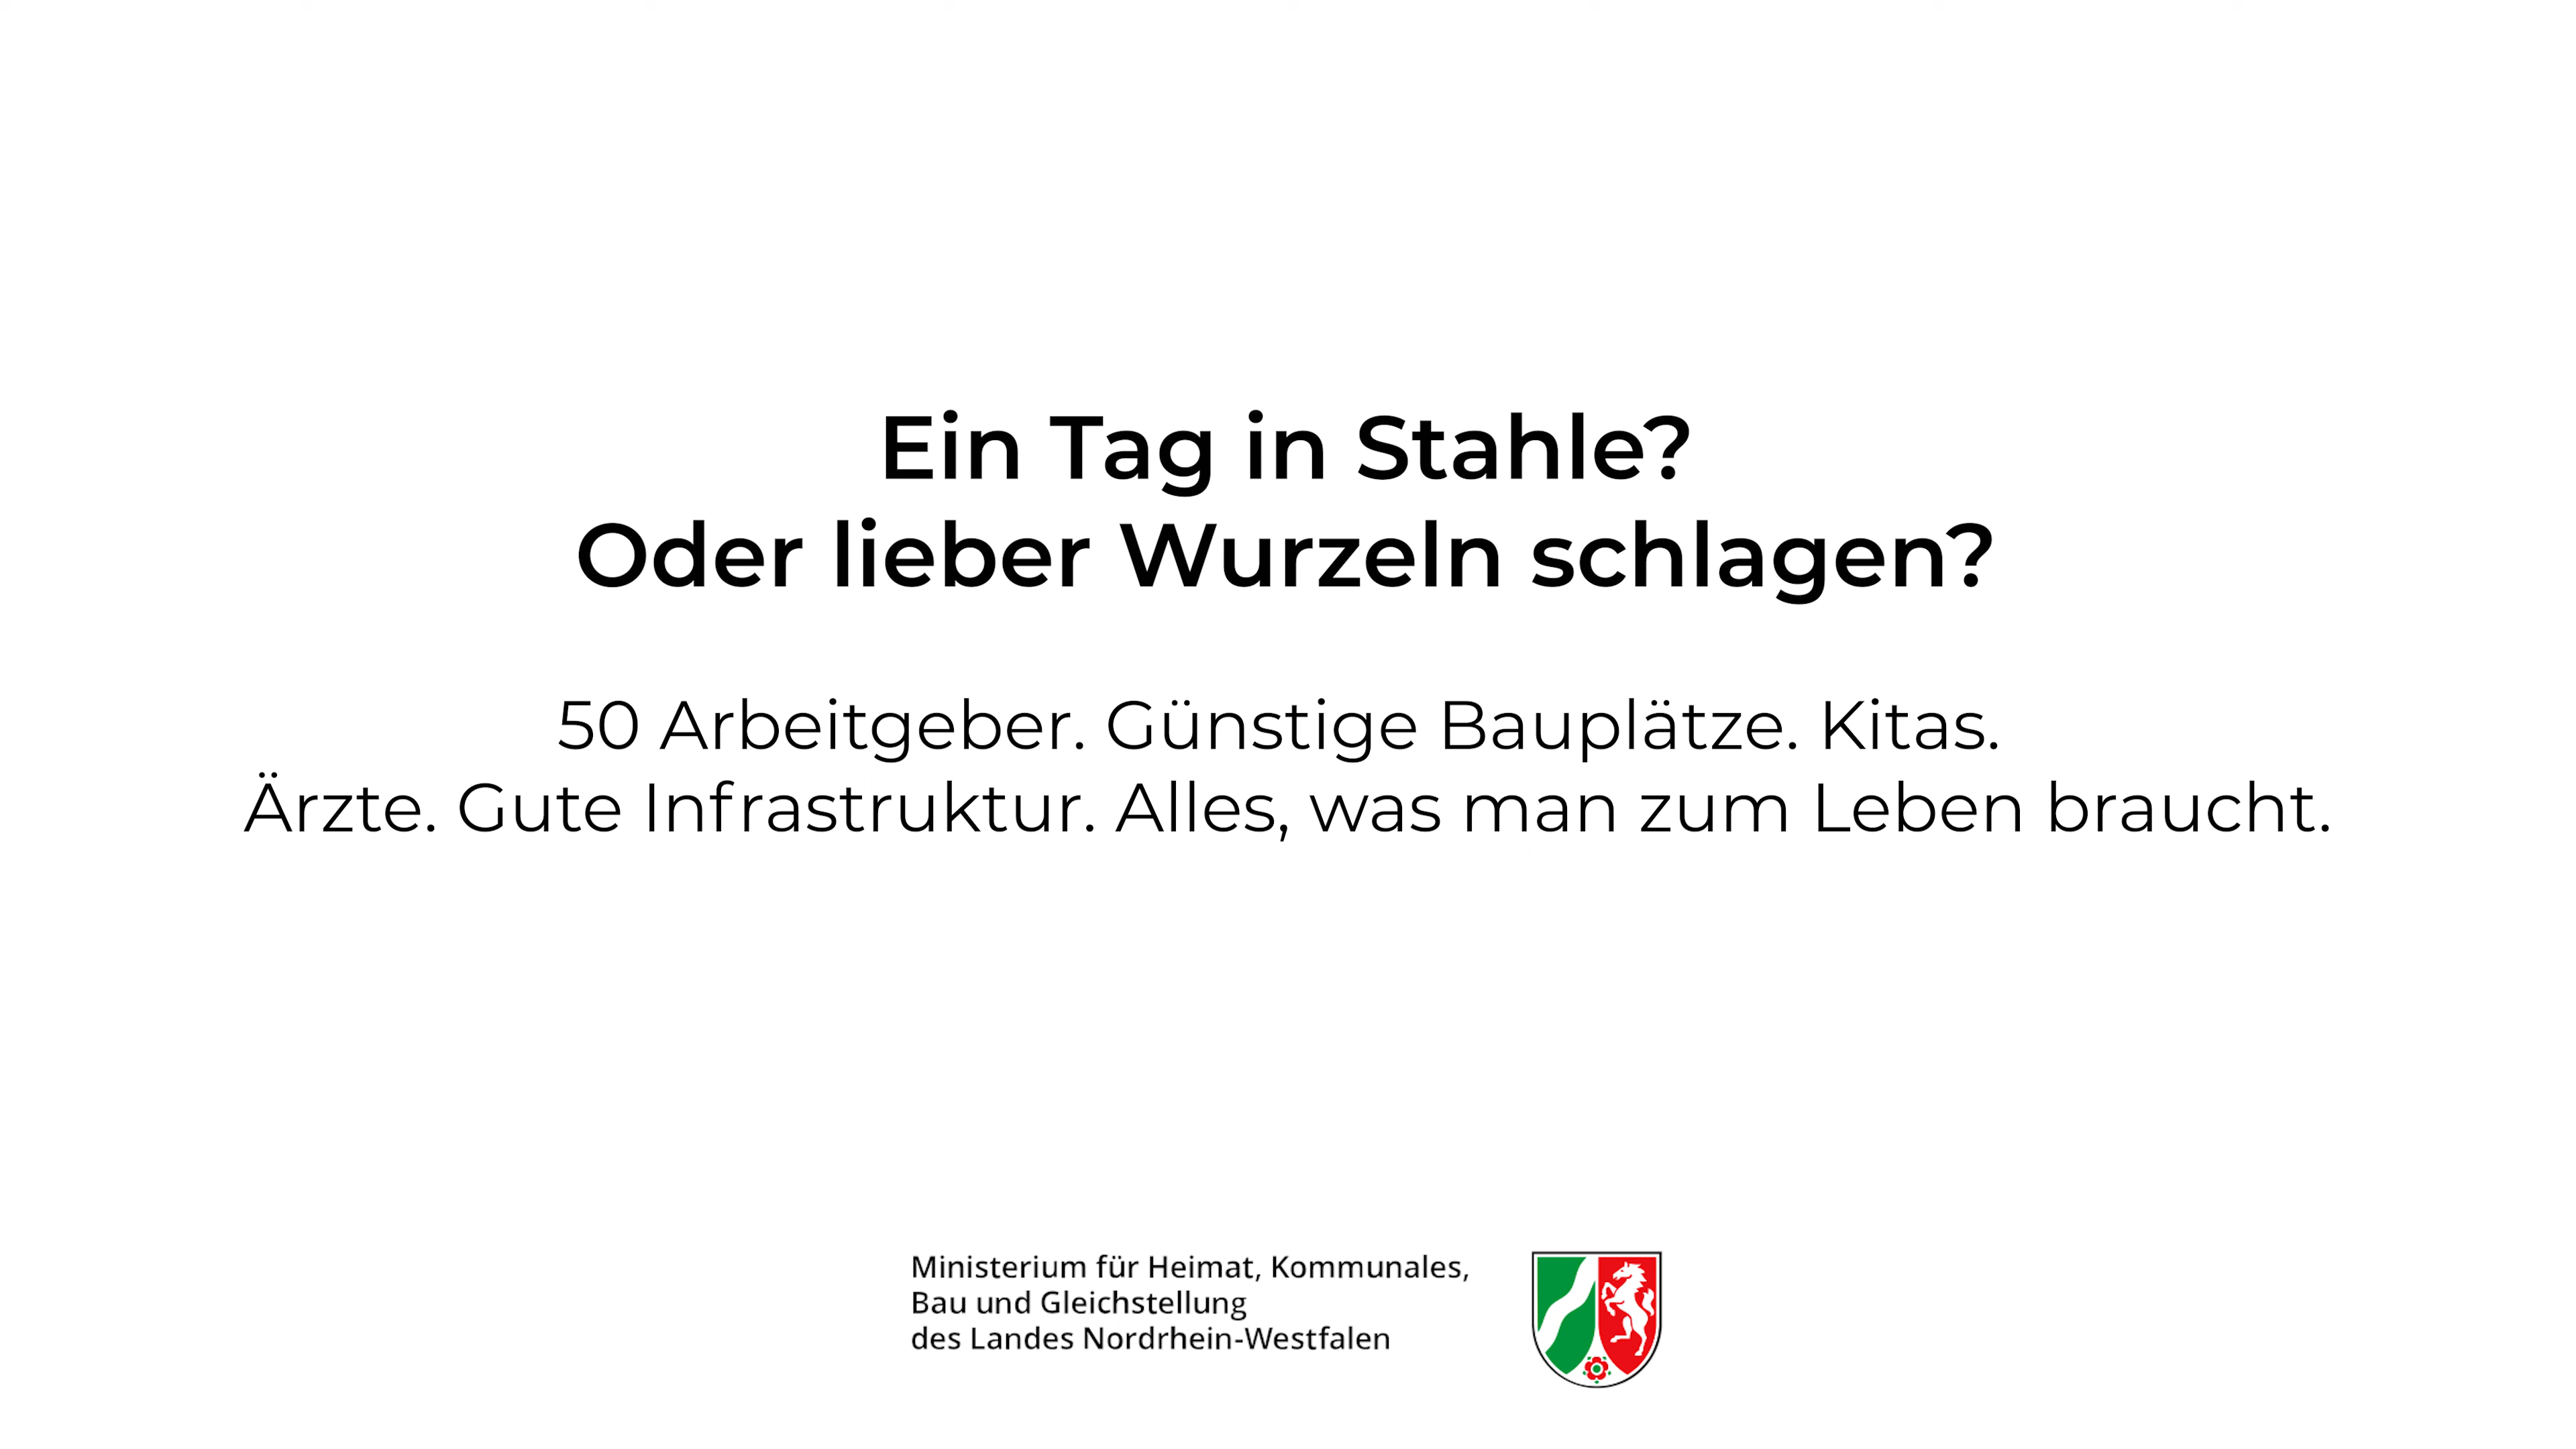 Ein Tag in Stahle?
Oder lieber Wurzeln schlagen?
50 Arbeitgeber. Günstige Bauplätze. Kitas.
Ärzte. Gute Infrastruktur. Alles, was man zum Leben braucht.
Ministerium für Heimat, Kommunales,
Bau und Gleichstellung
des Landes Nordrhein-Westfalen